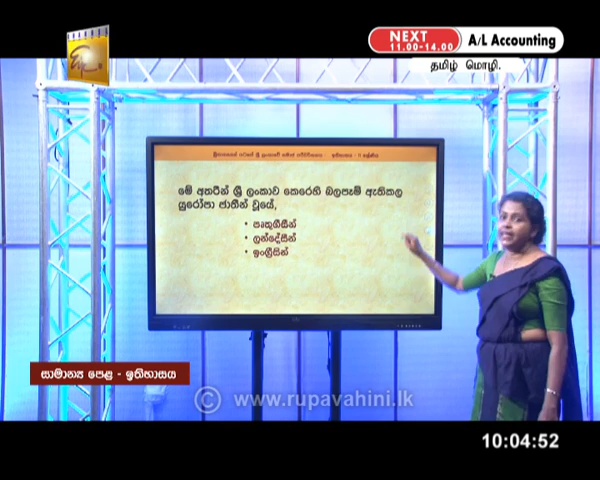 NEXT
11.00-14.00
A/L Accounting
தமிழ் மொழி.
මේ අතරින් ශ්‍රී ලංකාව කෙරෙහි බලපෑම් ඇතිකල
යුරෝපා ජාතීන් වූයේ,
• පෘතුගීසීන්
• ලන්දේසීන්
• ඉංග්‍රීසින්
සාමාන්‍ය පෙළ - ඉතිහාසය
© www.rupavahini.lk
10:04:52